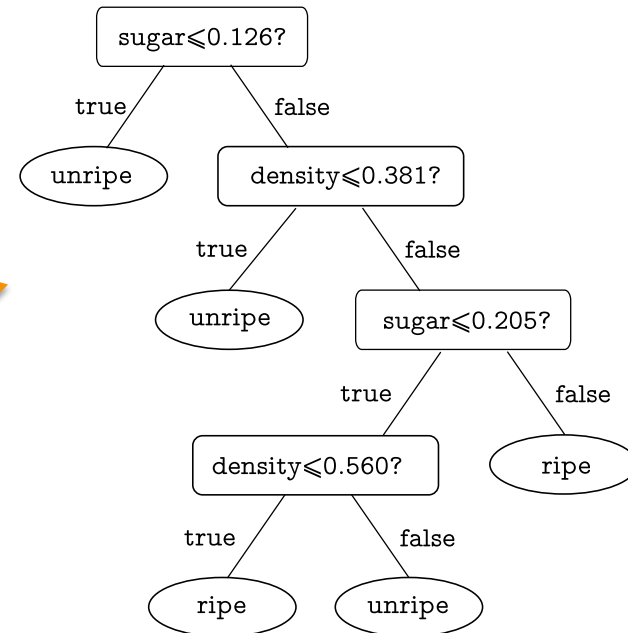 sugar⩽0.126?
true
false
unripe
density⩽0.381?
true
false
unripe
sugar⩽0.205?
true
false
density⩽0.560?
ripe
true
false
ripe
unripe